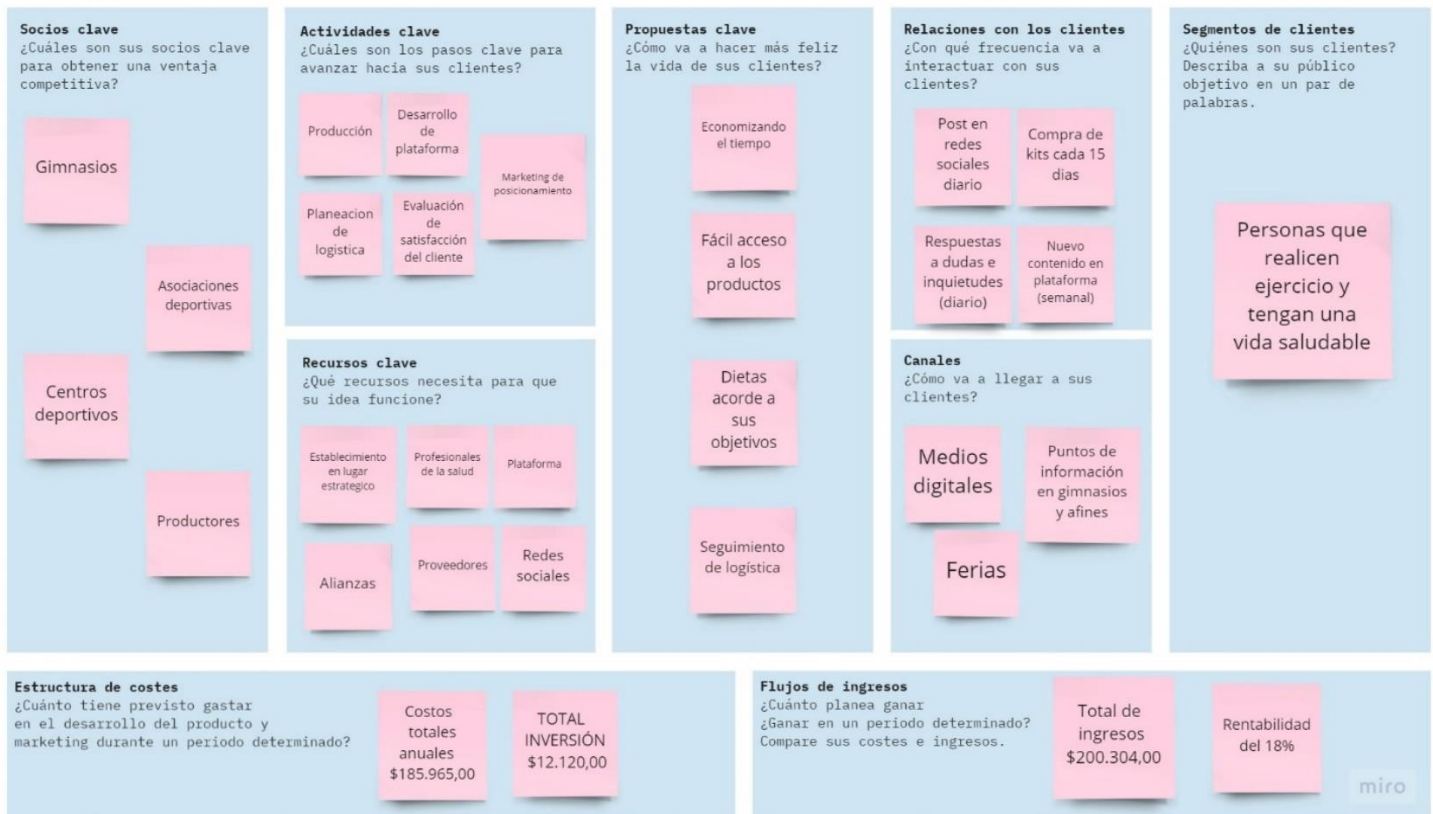 Socios clave
¿Cuáles son sus socios clave
para obtener una ventaja
competitiva?
Gimnasios
Asociaciones
deportivas
Centros
deportivos
Productores
Actividades clave
¿Cuáles son los pasos clave para
avanzar hacia sus clientes?
Producción
Desarrollo
de
plataforma
Marketing de
posicionamiento
Planeacion
de
logística
Evaluación
de
satisfacción
del cliente
Recursos clave
¿Qué recursos necesita para que
su idea funcione?
Establecimiento
en lugar
estrategico
Profesionales
de la salud
Plataforma
Alianzas
Proveedores
Redes
sociales
Propuestas clave
¿Cómo va a hacer más feliz
la vida de sus clientes?
Economizando
el tiempo
Fácil acceso
a los
productos
Dietas
acorde a
sus
objetivos
Seguimiento
de logística
Relaciones con los clientes
¿Con qué frecuencia va a
interactuar con sus
clientes?
Post en
redes
sociales
diario
Compra de
kits cada 15
dias
Respuestas
a dudas e
inquietudes
(diario)
Nuevo
contenido en
plataforma
(semanal)
Canales
¿Cómo va a llegar a sus
clientes?
Medios
digitales
Puntos de
información
en gimnasios
y afines
Ferias
Segmentos de clientes
¿Quiénes son sus clientes?
Describa a su público
objetivo en un par de
palabras.
Personas que
realicen
ejercicio y
tengan una
vida saludable
Estructura de costes
¿Cuánto tiene previsto gastar
en el desarrollo del producto y
marketing durante un periodo determinado?
Costos
totales
anuales
$185.965,00
TOTAL
INVERSIÓN
$12.120,00
Flujos de ingresos
¿Cuánto planea ganar
¿Ganar en un periodo determinado?
Compare sus costes e ingresos.
Total de
ingresos
$200.304,00
Rentabilidad
del 18%
miro